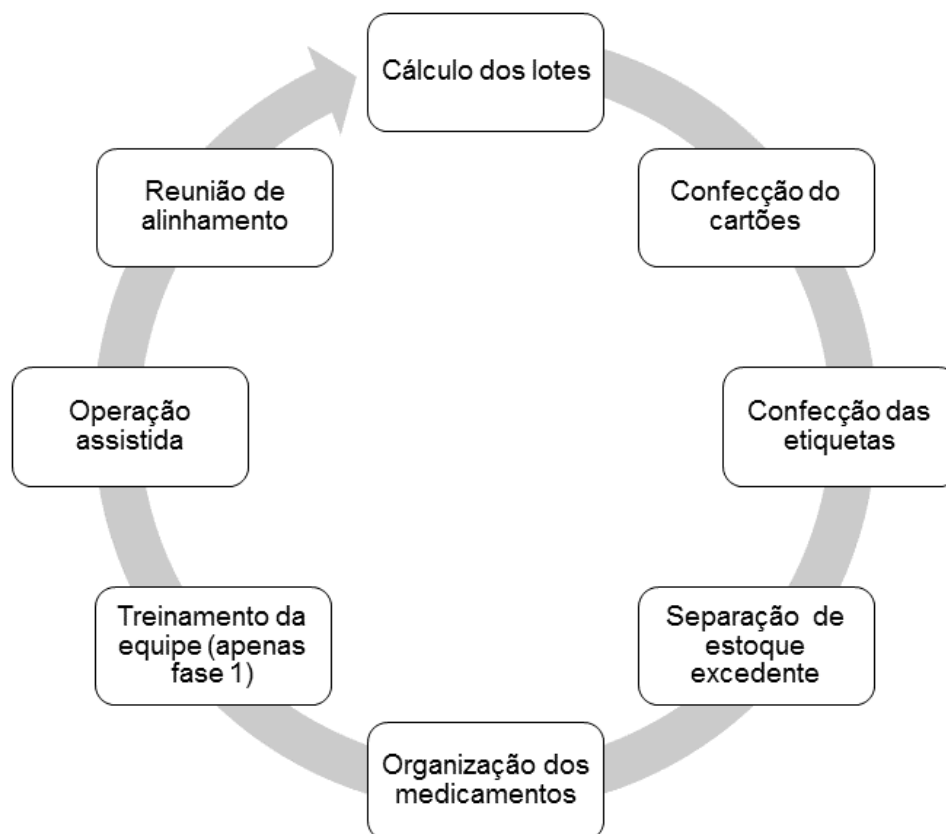 Cálculo dos lotes
Confecção do
cartões
Confecção das
etiquetas
Separação de
estoque
excedente
Organização dos
medicamentos
Treinamento da
equipe (apenas
fase 1)
Operação
assistida
Reunião de
alinhamento